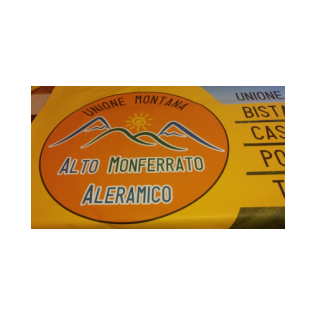 UNIONE MONTANA
ALTO MONFERRATO
ALERAMICO
UNIONE
BISTA
CAS
PO
T